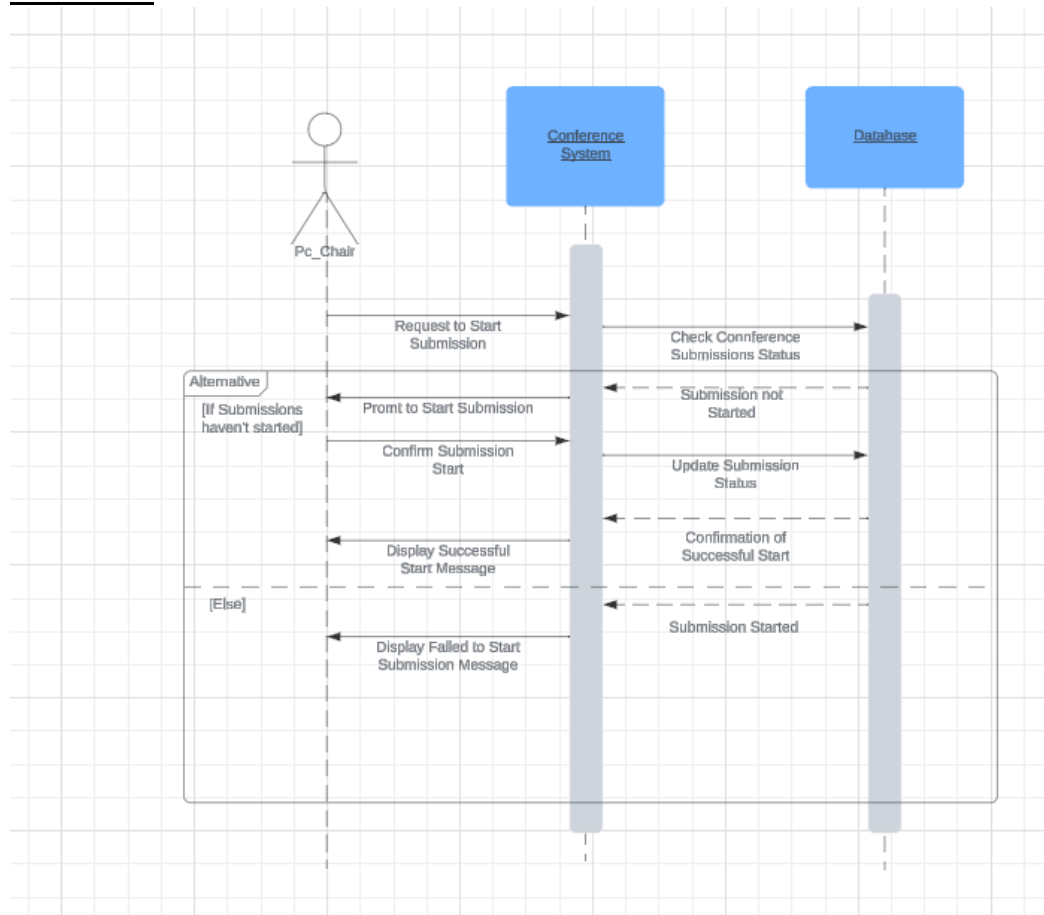 Conference
System
Database
Pc_Chair
Request to Start
Submission
Check Connference
Submissions Status
Alternative
[If Submissions
haven't started]
Submission not
Started
Promt to Start Submission
Confirm Submission
Start
Update Submission
Status
Confirmation of
Successful Start
Display Successful
Start Message
[Else]
Submission Started
Display Failed to Start
Submission Message